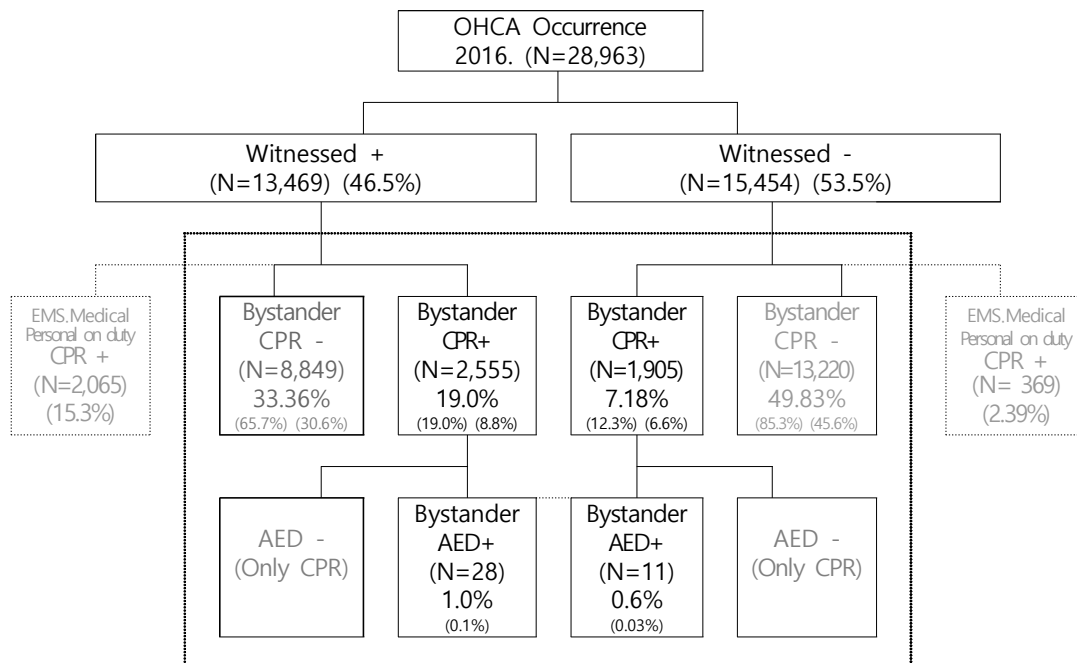 OHCA Occurrence
2016. (N=28,963)
Witnessed +
(N=13,469) (46.5%)
Witnessed -
(N=15,454) (53.5%)
EMS.Medical
Personal on duty
CPR +
(N=2,065)
(15.3%)
Bystander
CPR -
(N=8,849)
33.36%
(65.7%) (30.6%)
Bystander
CPR+
(N=2,555)
19.0%
(19.0%) (8.8%)
Bystander
CPR+
(N=1,905)
7.18%
(12.3%) (6.6%)
Bystander
CPR -
(N=13,220)
49.83%
(85.3%) (45.6%)
EMS.Medical
Personal on duty
CPR +
(N= 369)
(2.39%)
AED -
(Only CPR)
Bystander
AED+
(N=28)
1.0%
(0.1%)
Bystander
AED+
(N=11)
0.6%
(0.03%)
AED -
(Only CPR)